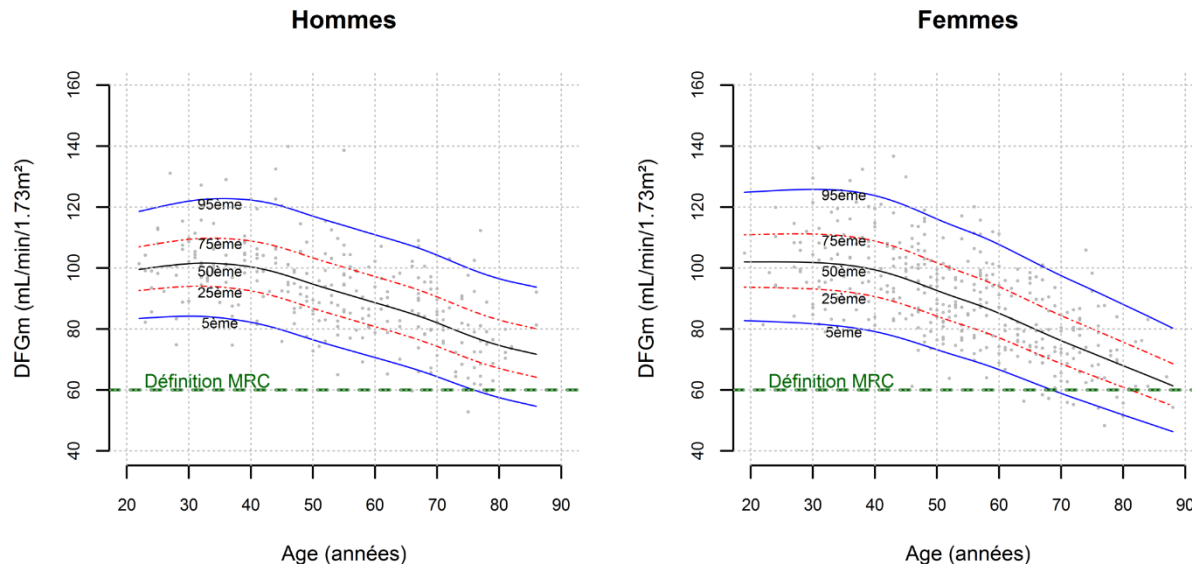 Hommes
DFGm (mL/min/1.73m²)
160
140
120
100
80
60
40
95ème
75ème
50ème
25ème
5ème
Définition MRC
20 30 40 50 60 70 80 90
Age (années)
Femmes
DFGm (mL/min/1.73m²)
160
140
120
100
80
60
40
95ème
75ème
50ème
25ème
5ème
Définition MRC
20 30 40 50 60 70 80 90
Age (années)